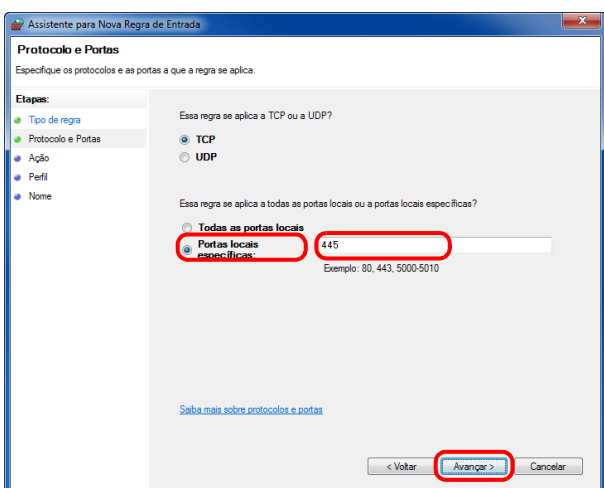 Assistente para Nova Regra de Entrada
Protocolo e Portas
Especifique os protocolos e as portas a que a regra se aplica.
Etapas:
Tipo de regra
Protocolo e Portas
Ação
Perfil
Nome
Essa regra se aplica a TCP ou a UDP?
TCP
UDP
Essa regra se aplica a todas as portas locais ou a portas locais específicas?
Todas as portas locais
Portas locais
específicas:
445
Exemplo: 80, 443, 5000-5010
Saiba mais sobre protocolos e portas
< Voltar
Avançar >
Cancelar